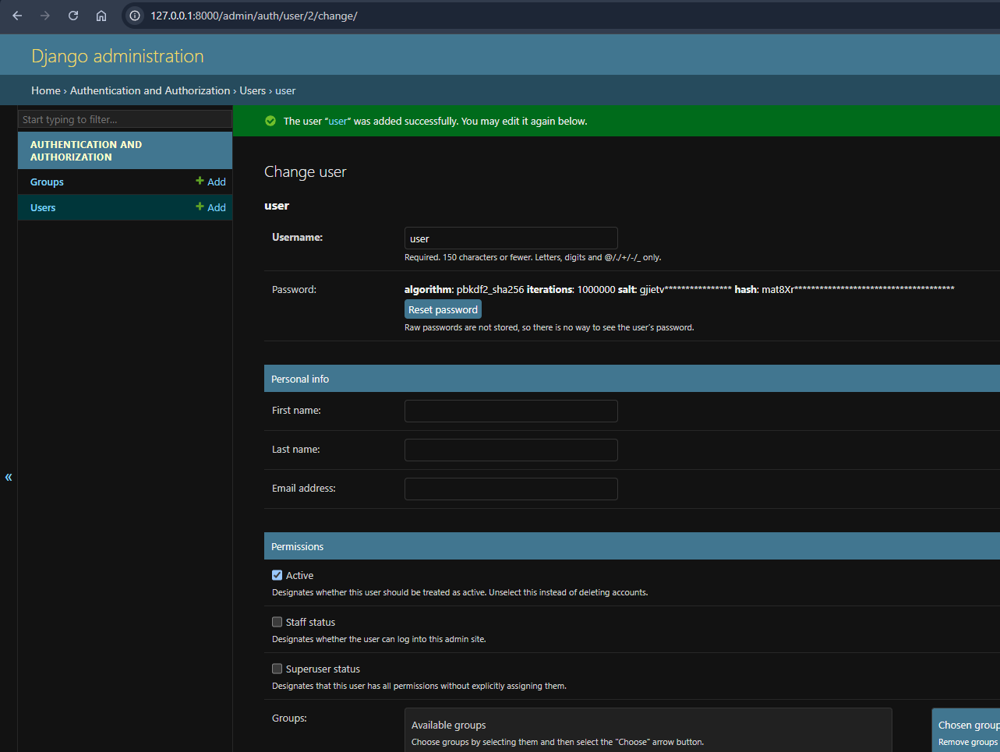 127.0.0.1:8000/admin/auth/user/2/change/
Django administration
Home › Authentication and Authorization › Users › user
Start typing to filter...
The user “user” was added successfully. You may edit it again below.
AUTHENTICATION AND
AUTHORIZATION
Groups + Add
Users + Add
«
Change user
user
Username: user
Required. 150 characters or fewer. Letters, digits and @/./+/-/_ only.
Password: algorithm: pbkdf2_sha256 iterations: 1000000 salt: gjietv**************** hash: mat8Xr**************************************
Reset password
Raw passwords are not stored, so there is no way to see the user’s password.
Personal info
First name:
Last name:
Email address:
Permissions
Active
Designates whether this user should be treated as active. Unselect this instead of deleting accounts.
Staff status
Designates whether the user can log into this admin site.
Superuser status
Designates that this user has all permissions without explicitly assigning them.
Groups:
Available groups
Choose groups by selecting them and then select the "Choose" arrow button.
Chosen group
Remove groups